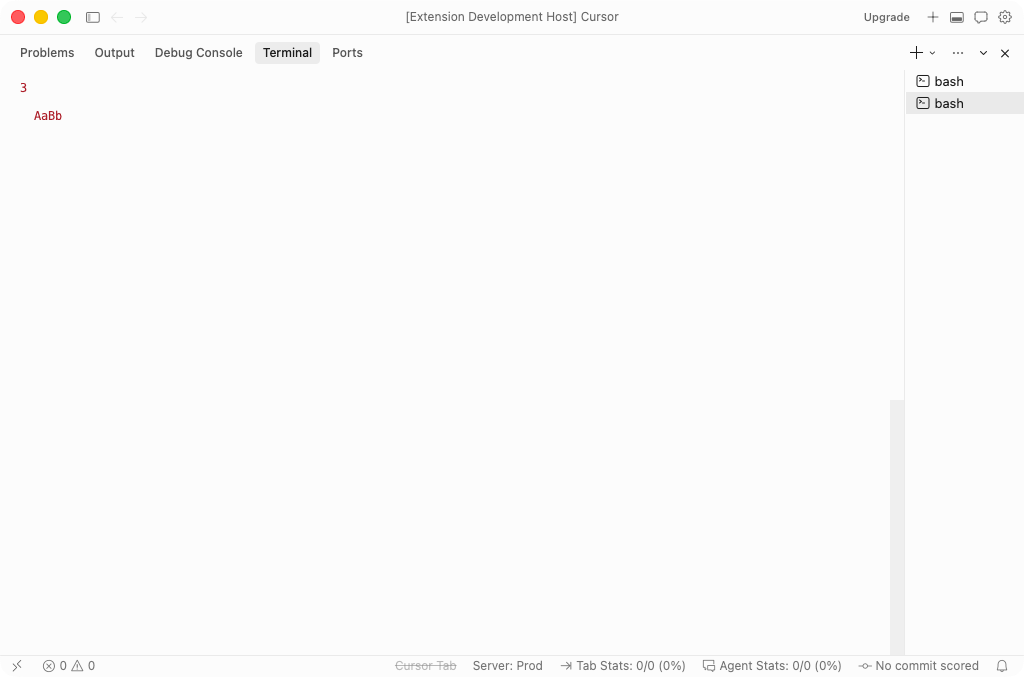 [Extension Development Host] Cursor
Upgrade
Problems Output Debug Console Terminal Ports
3
AaBb
bash
bash
0 0 Cursor Tab Server: Prod Tab Stats: 0/0 (0%) Agent Stats: 0/0 (0%) No commit scored